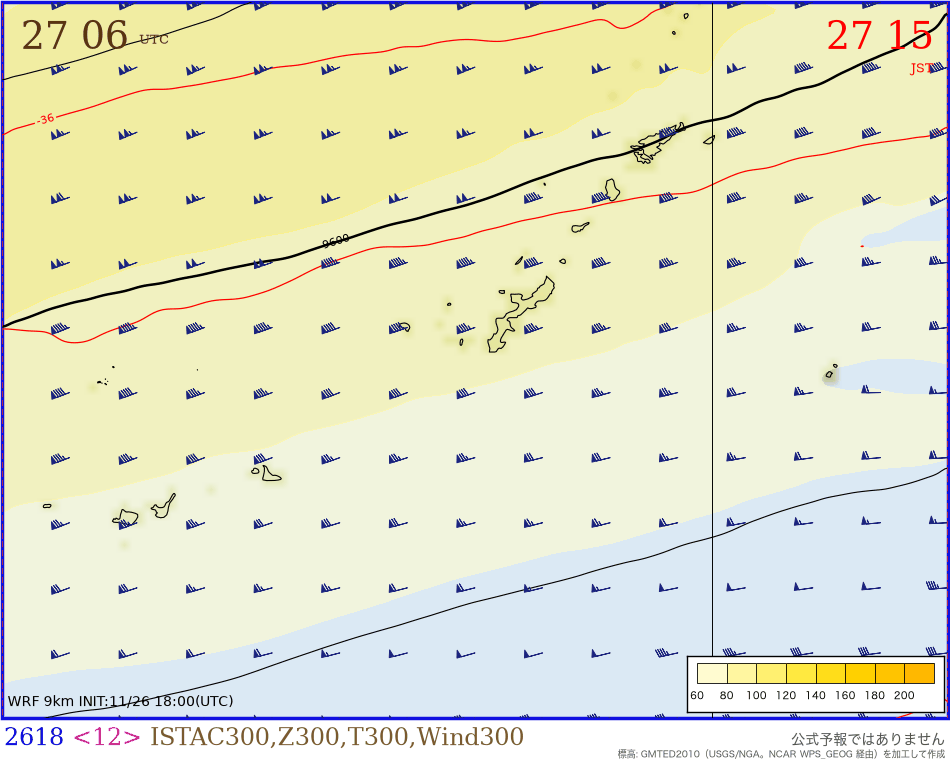 27 06 UTC
27 15
JST
-36
9600
WRF 9km INIT:11/26 18:00(UTC)
60 80 100 120 140 160 180 200
2618 <12> ISTAC300,Z300,T300,Wind300
公式予報ではありません
標高: GMTED2010（USGS/NGA。NCAR WPS_GEOG 経由）を加工して作成